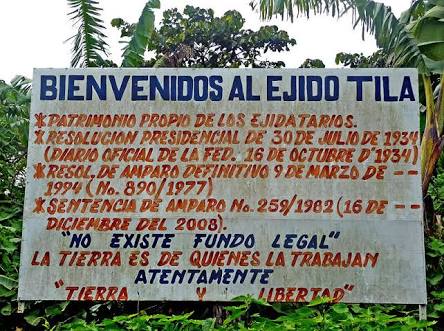 BIENVENIDOS AL EJIDO TILA
*PATRIMONIO PROPIO DE LOS EJIDATARIOS.
*RESOLUCION PRESIDENCIAL DE 30 DE JULIO DE 1934
(DIARIO OFICIAL DE LA FED. 16 DE OCTUBRE D'1934)
*RESOL. DE AMPARO DEFINITIVO 9 DE MARZO DE --
1994 (No. 890/1977)
*SENTENCIA DE AMPARO No. 259/1982 (16 DE --
DICIEMBRE DEL 2008).
"NO EXISTE FUNDO LEGAL"
LA TIERRA ES DE QUIENES LA TRABAJAN
ATENTAMENTE
"TIERRA Y LIBERTAD"